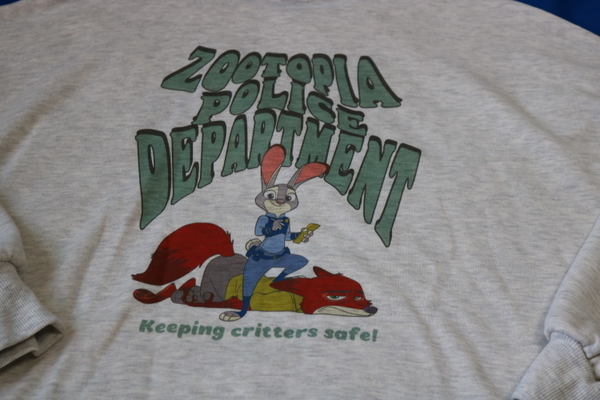 ZOOTOPIA
POLICE
DEPARTMENT
Keeping critters safe!